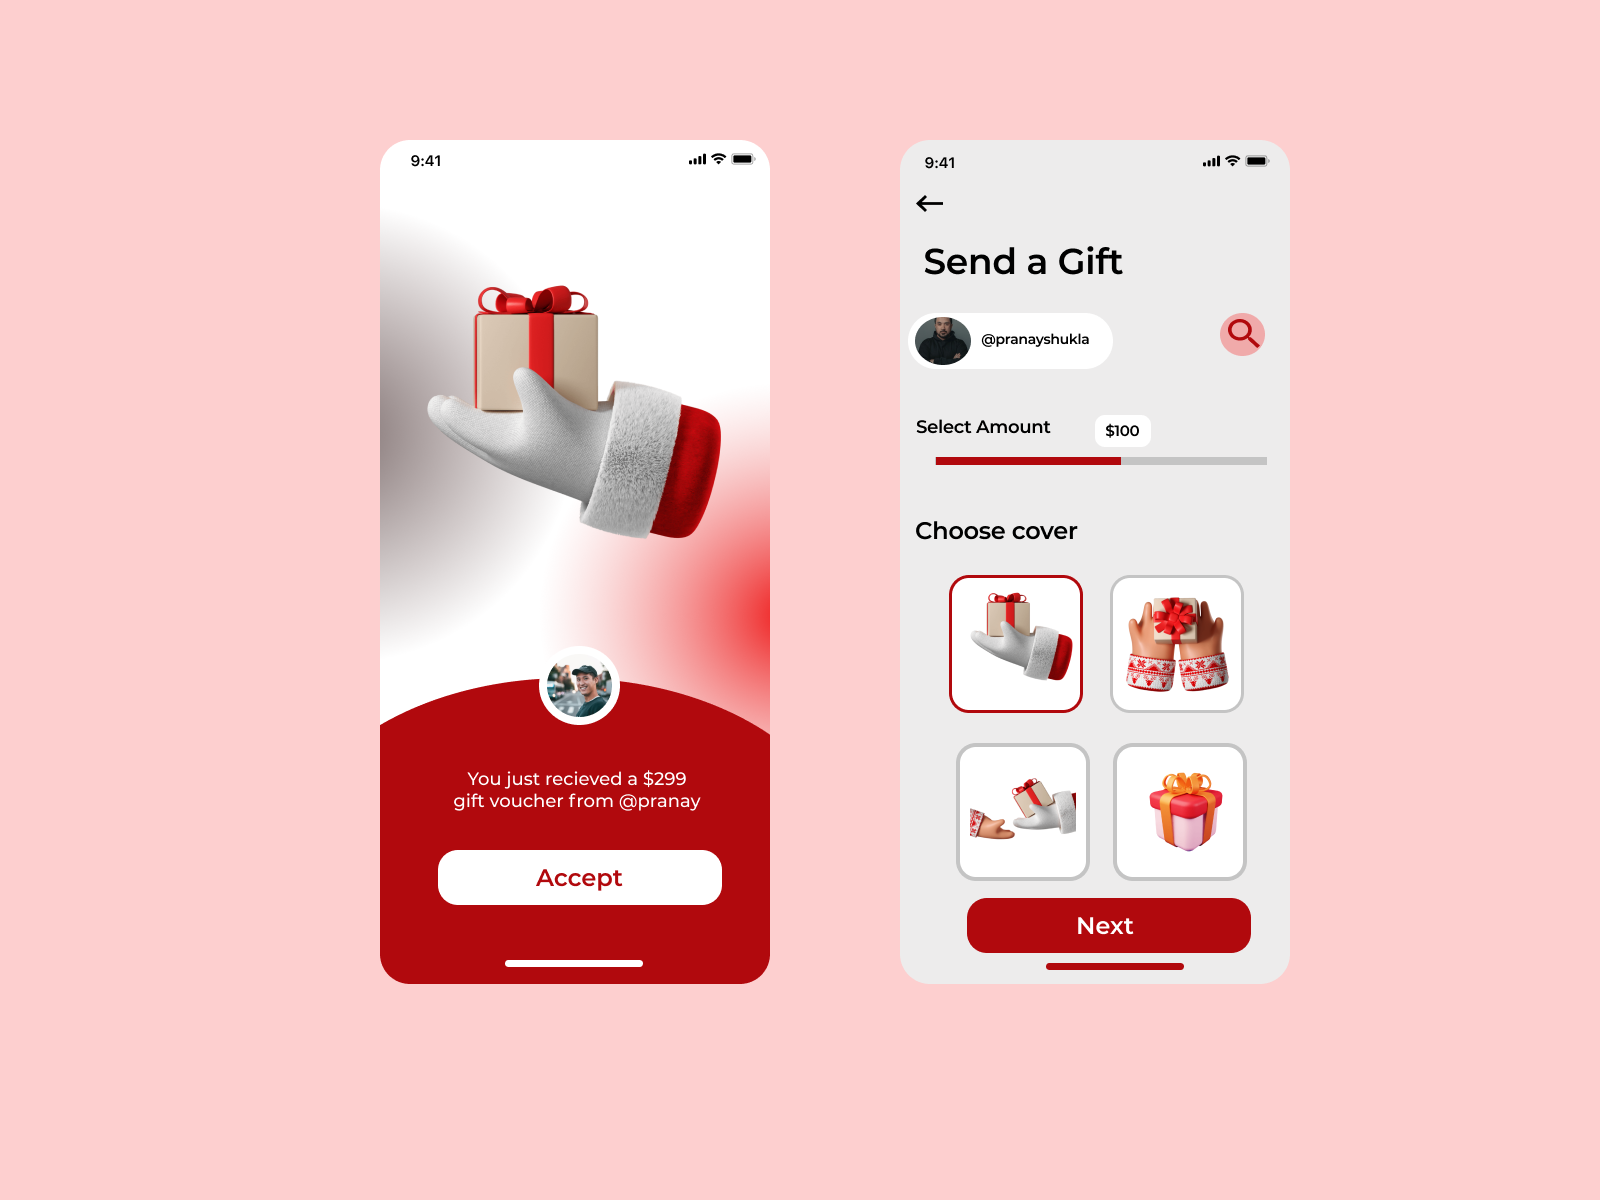 9:41
You just recieved a $299
gift voucher from @pranay
Accept
9:41
Send a Gift
@pranayshukla
Select Amount
$100
Choose cover
Next